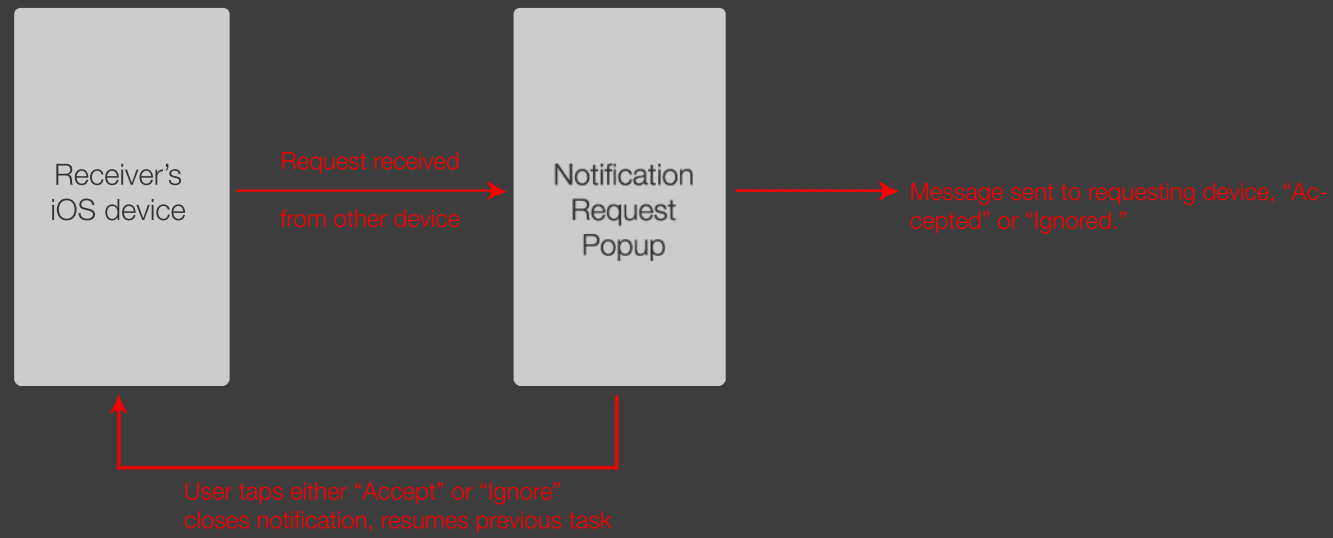 Receiver’s
iOS device
Request received
from other device
Notification
Request
Popup
Message sent to requesting device, “Ac-
cepted” or “Ignored.”
User taps either “Accept” or “Ignore”
closes notification, resumes previous task